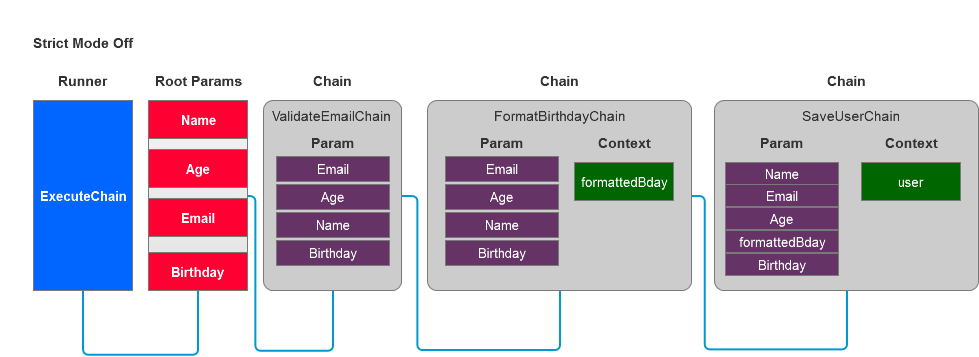 Strict Mode Off
Runner
Root Params
Chain
Chain
Chain
ExecuteChain
Name
Age
Email
Birthday
ValidateEmailChain
Param
Email
Age
Name
Birthday
FormatBirthdayChain
Param
Context
Email
Age
Name
Birthday
formattedBday
SaveUserChain
Param
Context
Name
Email
Age
formattedBday
Birthday
user